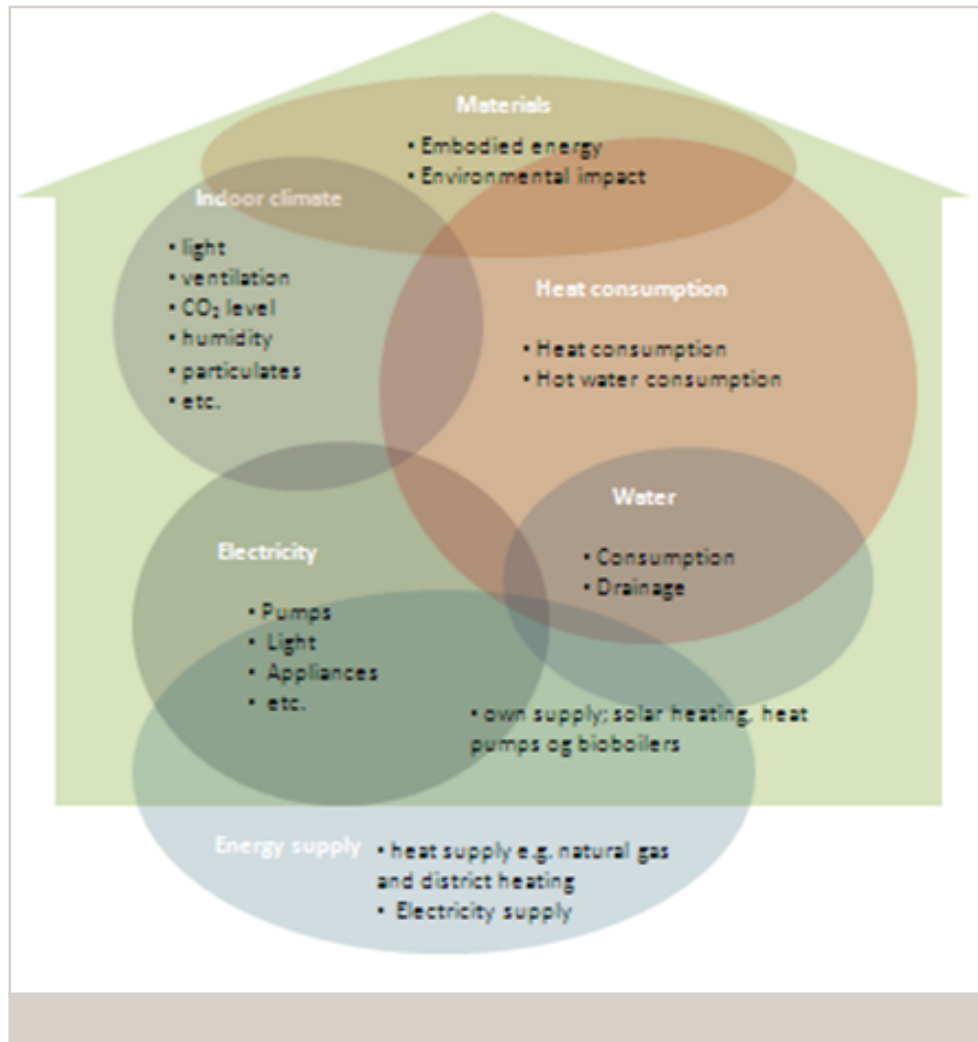 Materials
• Embodied energy
• Environmental impact
Indoor climate
• light
• ventilation
• CO₂ level
• humidity
• particulates
• etc.
Heat consumption
• Heat consumption
• Hot water consumption
Water
• Consumption
• Drainage
Electricity
• Pumps
• Light
• Appliances
• etc.
• own supply; solar heating, heat
pumps og bioboilers
Energy supply
• heat supply e.g. natural gas
and district heating
• Electricity supply